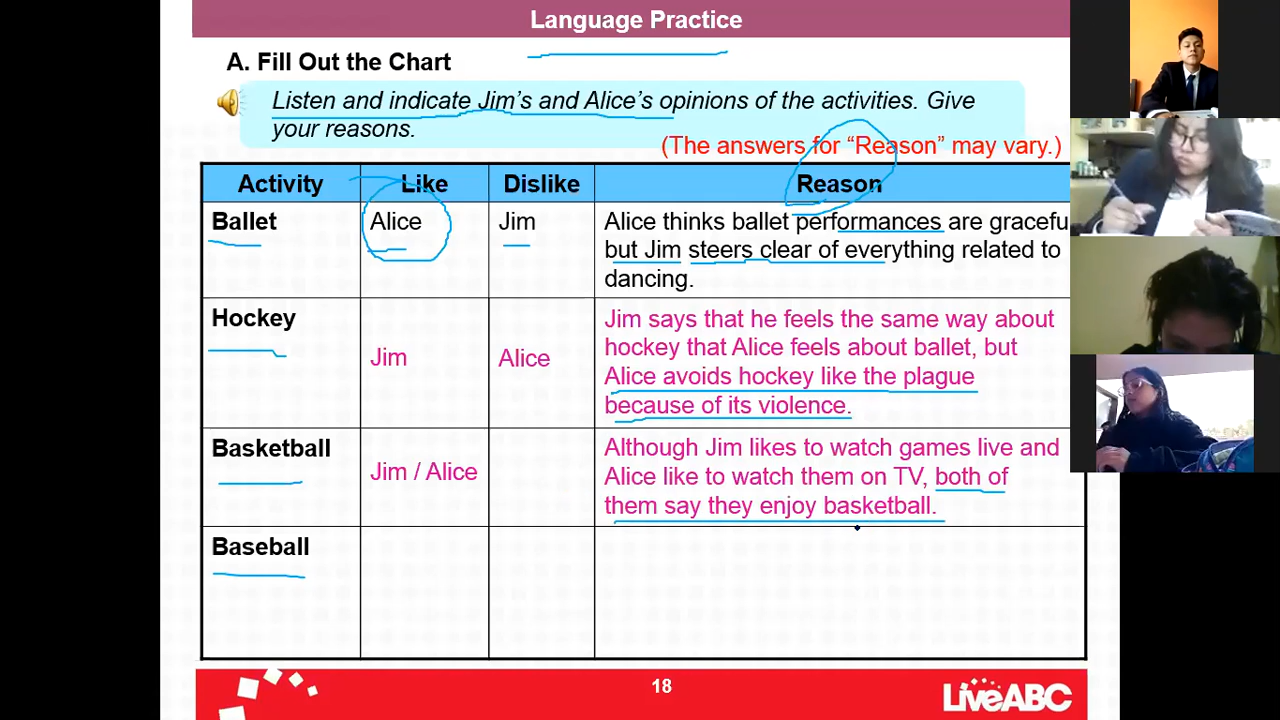 Language Practice
A. Fill Out the Chart
Listen and indicate Jim's and Alice's opinions of the activities. Give
your reasons.
(The answers for “Reason” may vary.)
Activity Like Dislike Reason
Ballet Alice Jim Alice thinks ballet performances are gracefu
but Jim steers clear of everything related to
dancing.
Hockey Jim Alice Jim says that he feels the same way about
hockey that Alice feels about ballet, but
Alice avoids hockey like the plague
because of its violence.
Basketball Jim / Alice Although Jim likes to watch games live and
Alice like to watch them on TV, both of
them say they enjoy basketball.
Baseball
18
LiveABC